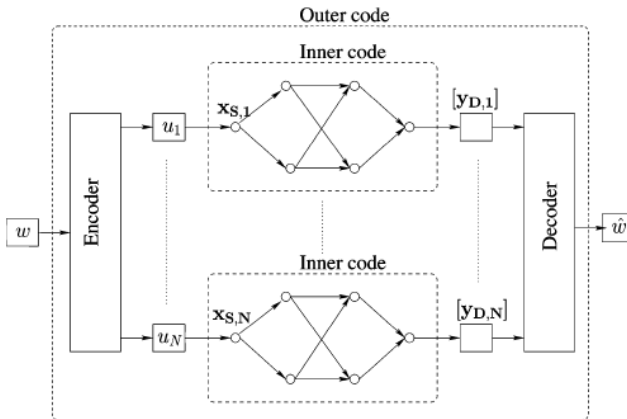 Outer code
Inner code
x_{S,1}
[y_{D,1}]
u_1
w
Encoder
Decoder
ŵ
Inner code
x_{S,N}
[y_{D,N}]
u_N